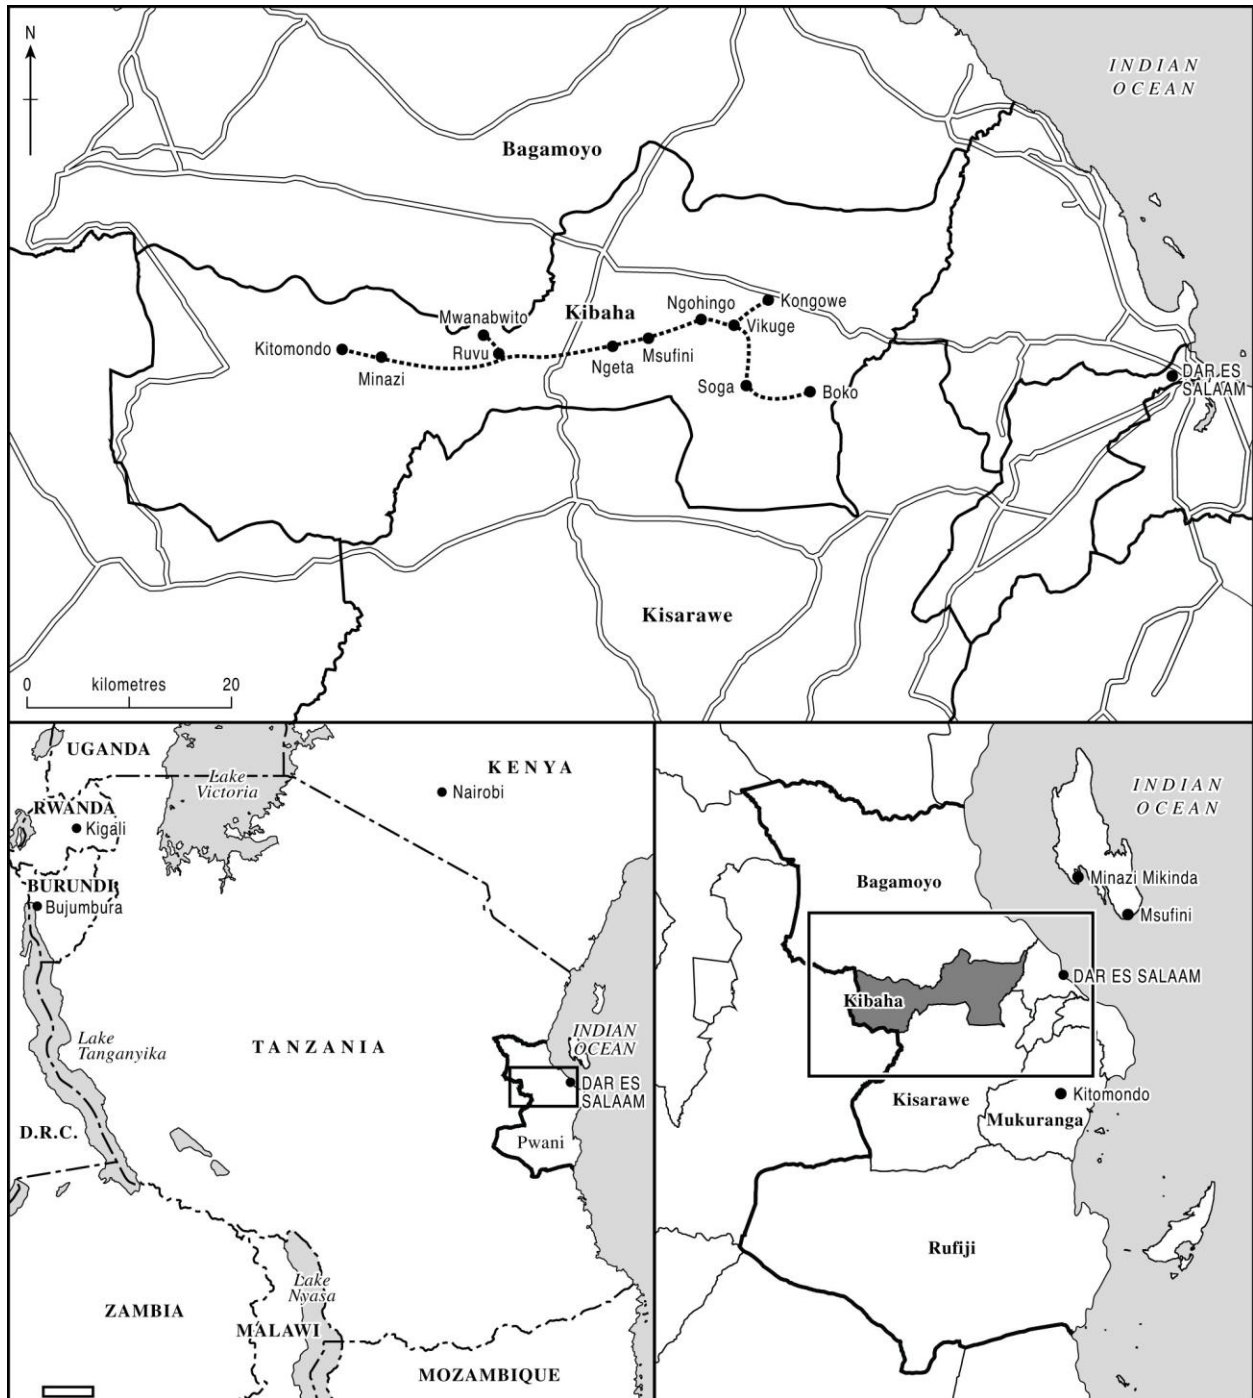 N
INDIAN
OCEAN
Bagamoyo
Kongowe
Ngohingo
Kibaha
Mwanabwito
Vikuge
Kitomondo
Ruvu
Msufini
Ngeta
Minazi
DAR ES
SALAAM
Soga
Boko
Kisarawe
0 kilometres 20
UGANDA
Lake
Victoria
KENYA
Nairobi
RWANDA
Kigali
BURUNDI
Bujumbura
Lake
Tanganyika
TANZANIA
INDIAN
OCEAN
DAR ES
SALAAM
D.R.C.
Pwani
Lake
Nyasa
ZAMBIA
MALAWI
MOZAMBIQUE
INDIAN
OCEAN
Bagamoyo
Minazi Mikinda
Msufini
DAR ES SALAAM
Kibaha
Kisarawe
Kitomondo
Mukuranga
Rufiji